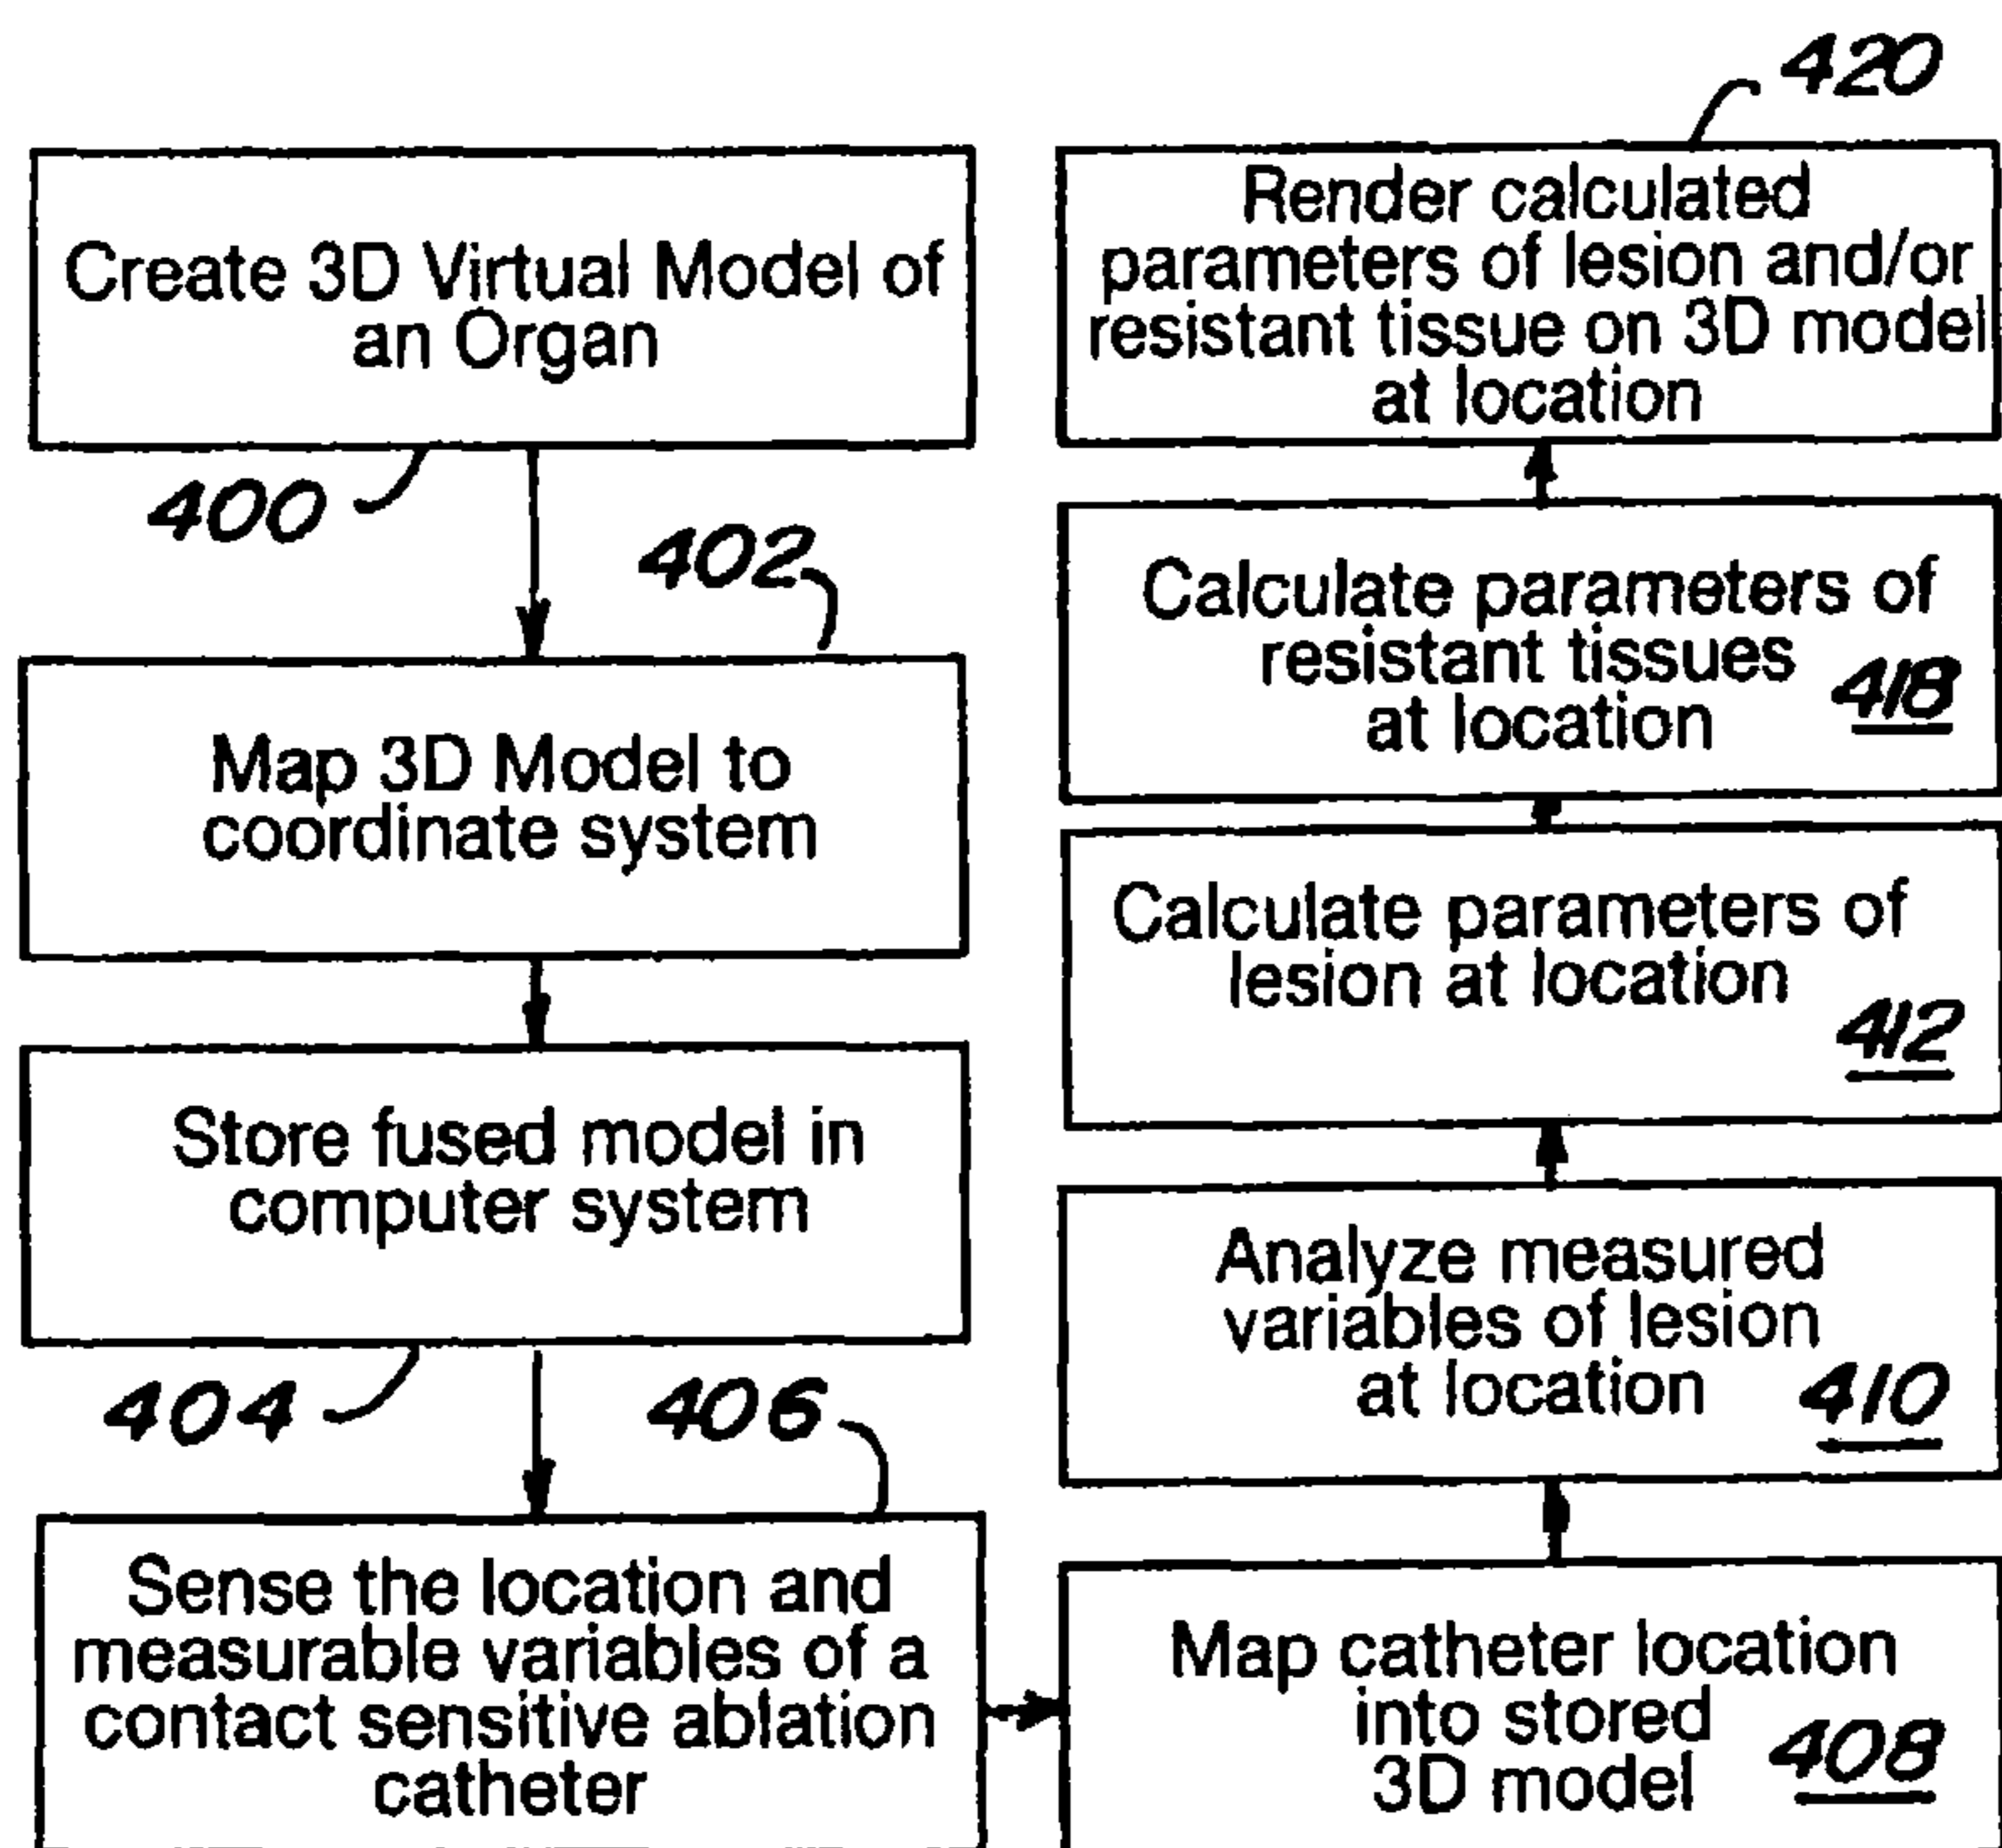 Create 3D Virtual Model of
an Organ
400
402
Map 3D Model to
coordinate system
Store fused model in
computer system
404
406
Sense the location and
measurable variables of a
contact sensitive ablation
catheter
Map catheter location
into stored
3D model
408
Analyze measured
variables of lesion
at location
410
Calculate parameters of
lesion at location
412
Calculate parameters of
resistant tissues
at location
418
420
Render calculated
parameters of lesion and/or
resistant tissue on 3D model
at location